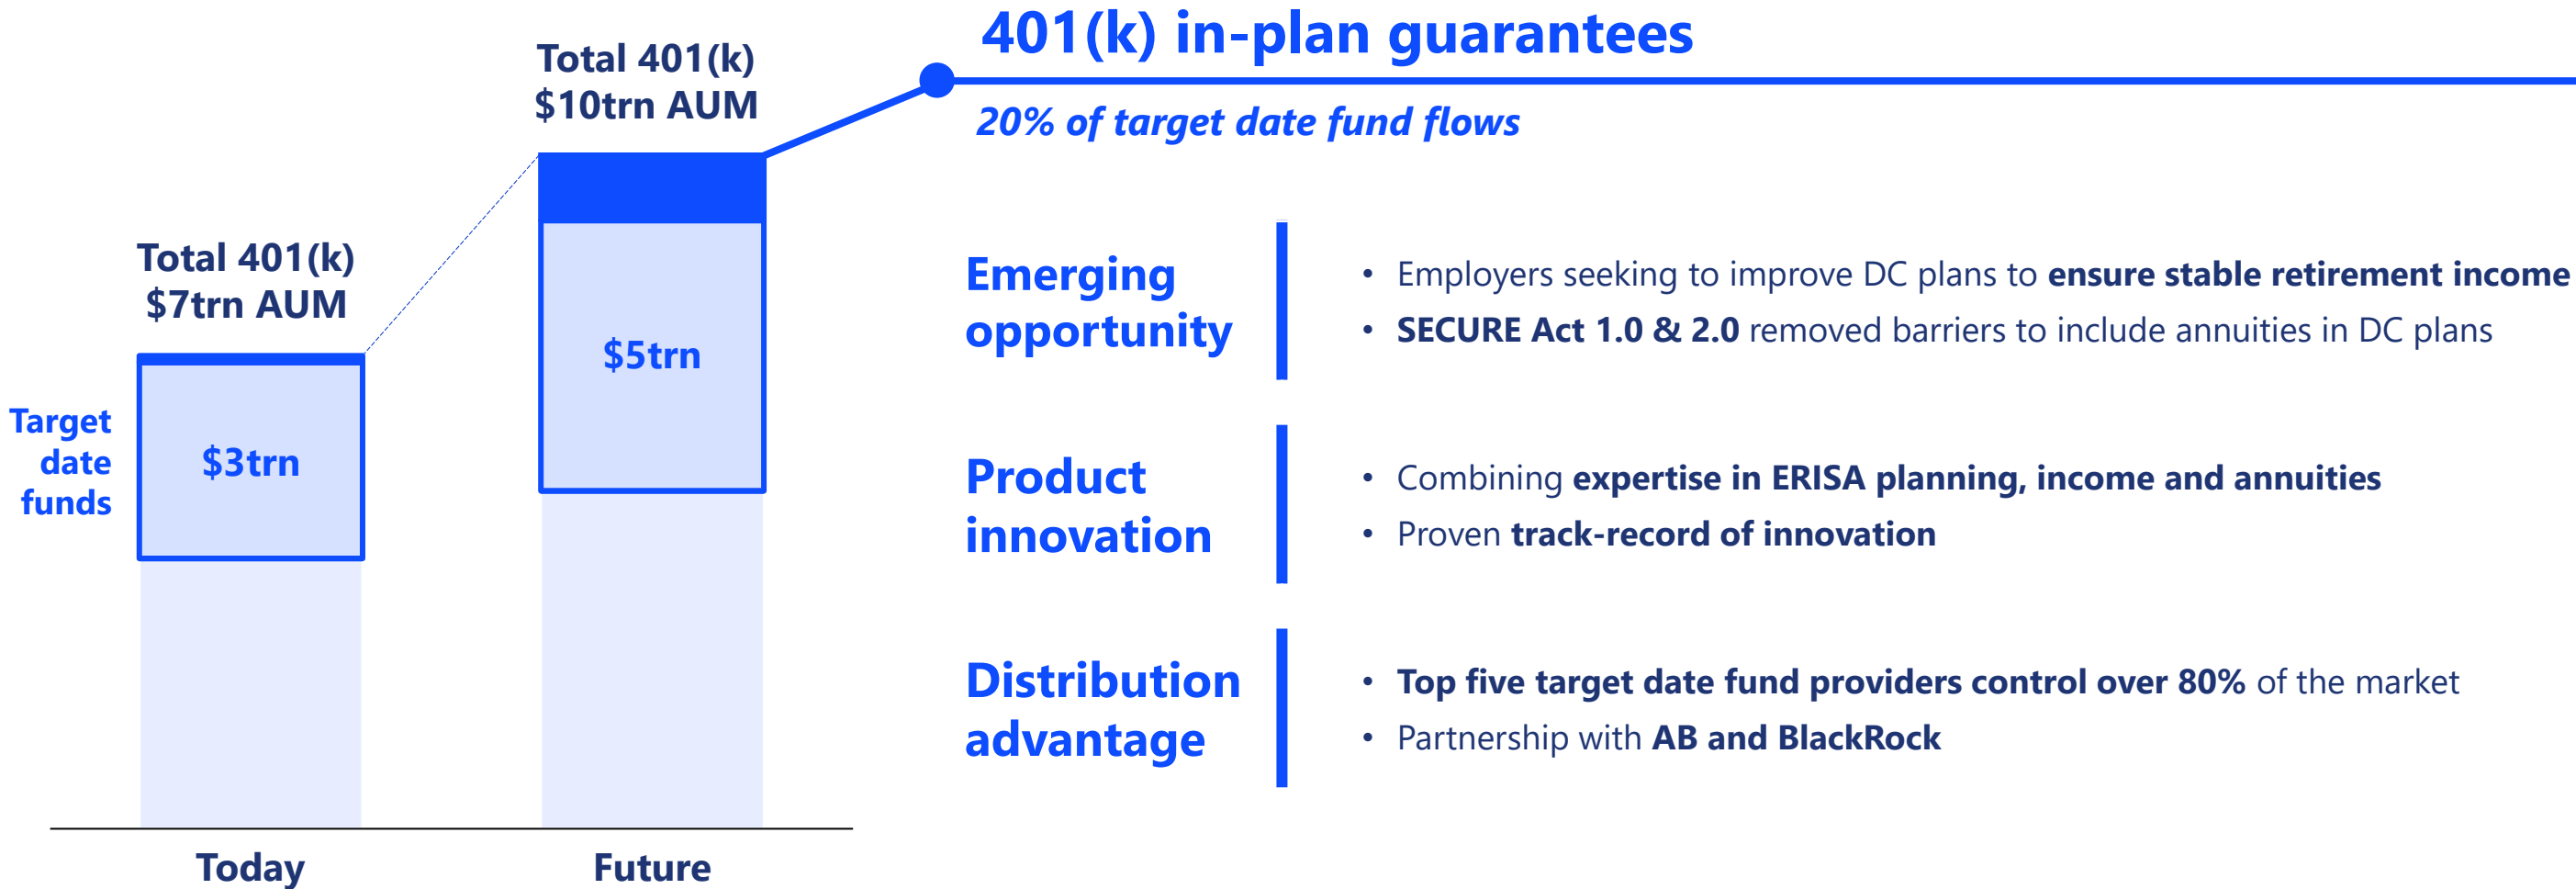 Total 401(k)
$7trn AUM
Total 401(k)
$10trn AUM
Target
date
funds
$3trn
$5trn
Today
Future
401(k) in-plan guarantees
20% of target date fund flows
Emerging
opportunity
• Employers seeking to improve DC plans to ensure stable retirement income
• SECURE Act 1.0 & 2.0 removed barriers to include annuities in DC plans
Product
innovation
• Combining expertise in ERISA planning, income and annuities
• Proven track-record of innovation
Distribution
advantage
• Top five target date fund providers control over 80% of the market
• Partnership with AB and BlackRock